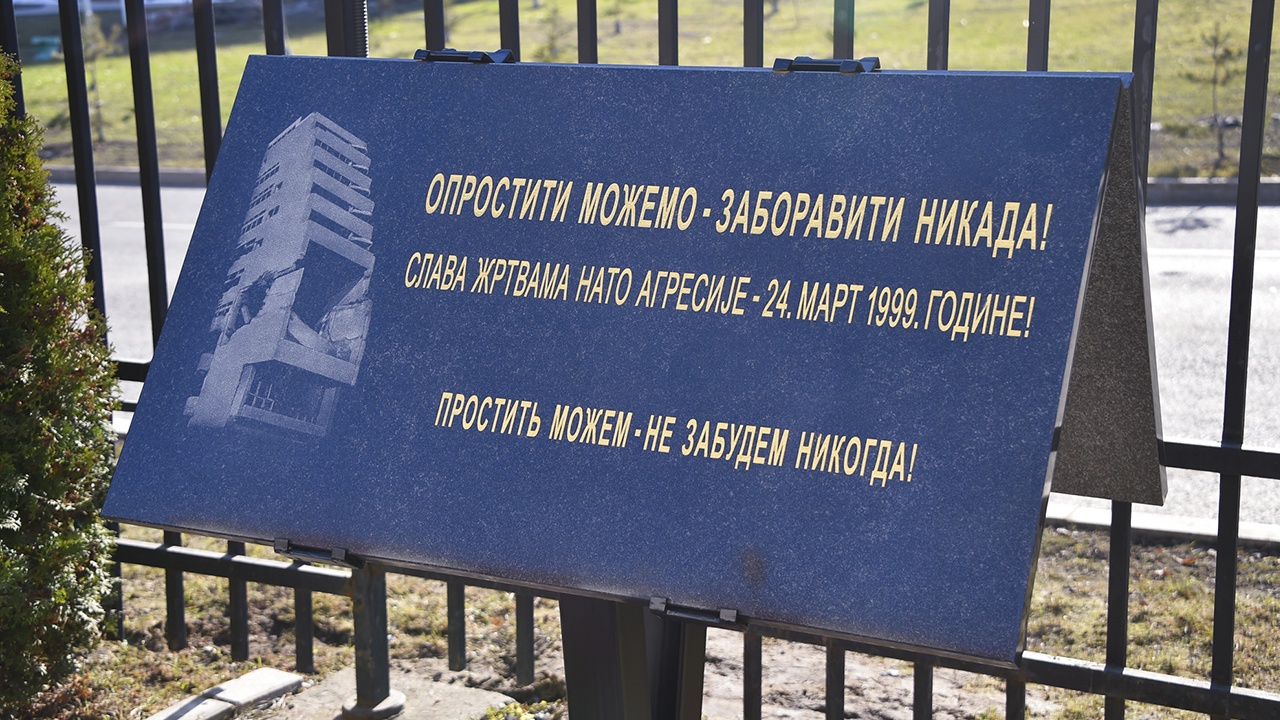 ОПРОСТИТИ МОЖЕМО - ЗАБОРАВИТИ НИКАДА!
СЛАВА ЖРТВАМА НАТО АГРЕСИЈЕ - 24. МАРТ 1999. ГОДИНЕ!
ПРОСТИТЬ МОЖЕМ - НЕ ЗАБУДЕМ НИКОГДА!